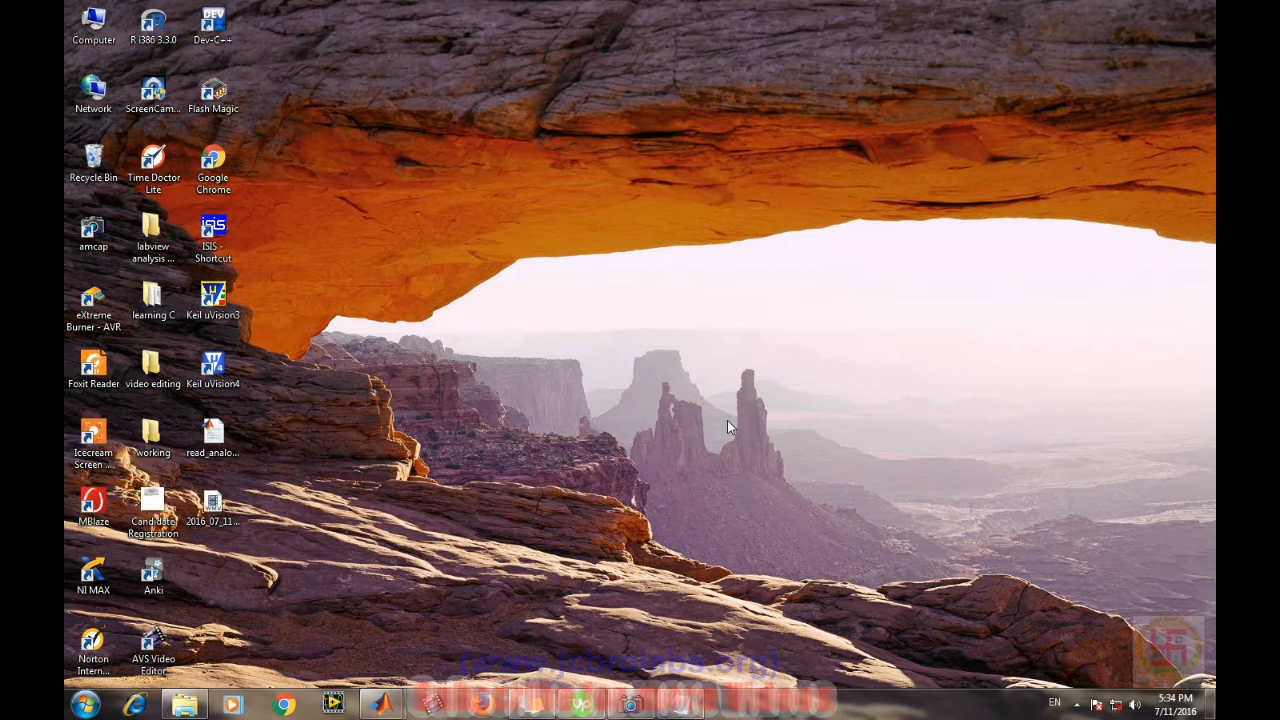 Computer
R i386 3.3.0
Dev-C++
Network
ScreenCam...
Flash Magic
Recycle Bin
Time Doctor
Lite
Google
Chrome
amcap
labview
analysis ...
ISIS -
Shortcut
eXtreme
Burner - AVR
learning C
Keil uVision3
Foxit Reader
video editing
Keil uVision4
Icecream
Screen ...
working
read_analo...
MBlaze
Candidate
Registration
2016_07_11...
NI MAX
Anki
Norton
Intern...
AVS Video
Editor
DEV
isis
EN
5:34 PM
7/11/2016